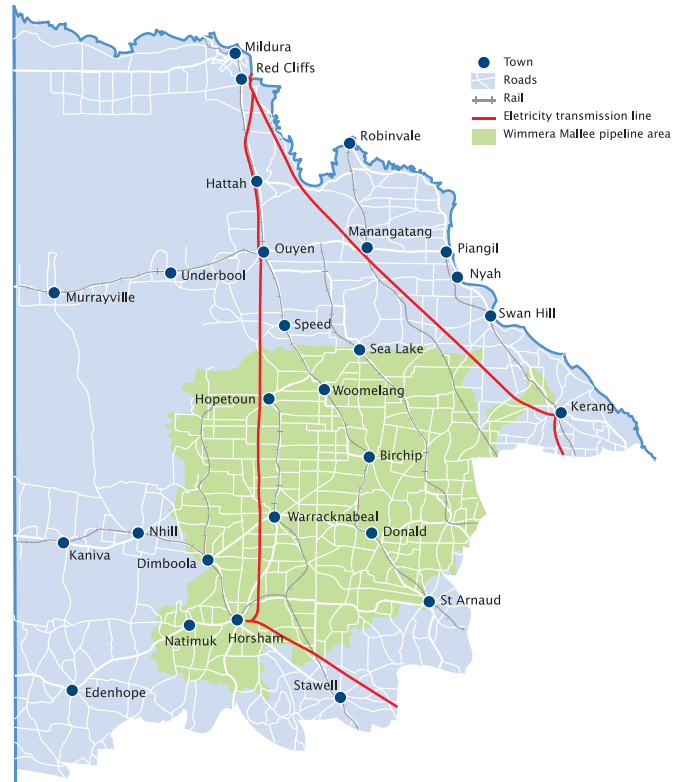 Mildura
Red Cliffs
Town
Roads
Rail
Eletricity transmission line
Wimmera Mallee pipeline area
Robinvale
Hattah
Manangatang
Ouyen
Piangil
Underbool
Nyah
Murrayville
Swan Hill
Speed
Sea Lake
Woomelang
Hopetoun
Kerang
Birchip
Warracknabeal
Nhill
Donald
Kaniva
Dimboola
St Arnaud
Natimuk
Horsham
Stawell
Edenhope